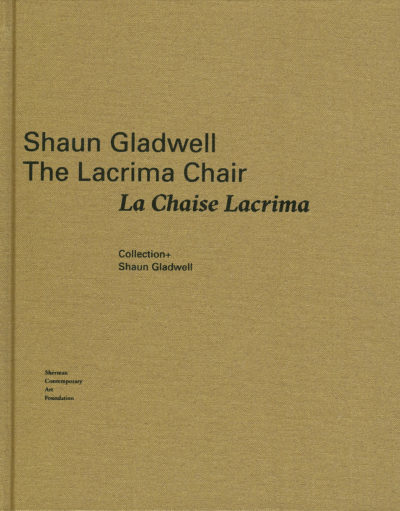 Shaun Gladwell
The Lacrima Chair
La Chaise Lacrima
Collection+
Shaun Gladwell
Sherman
Contemporary
Art
Foundation